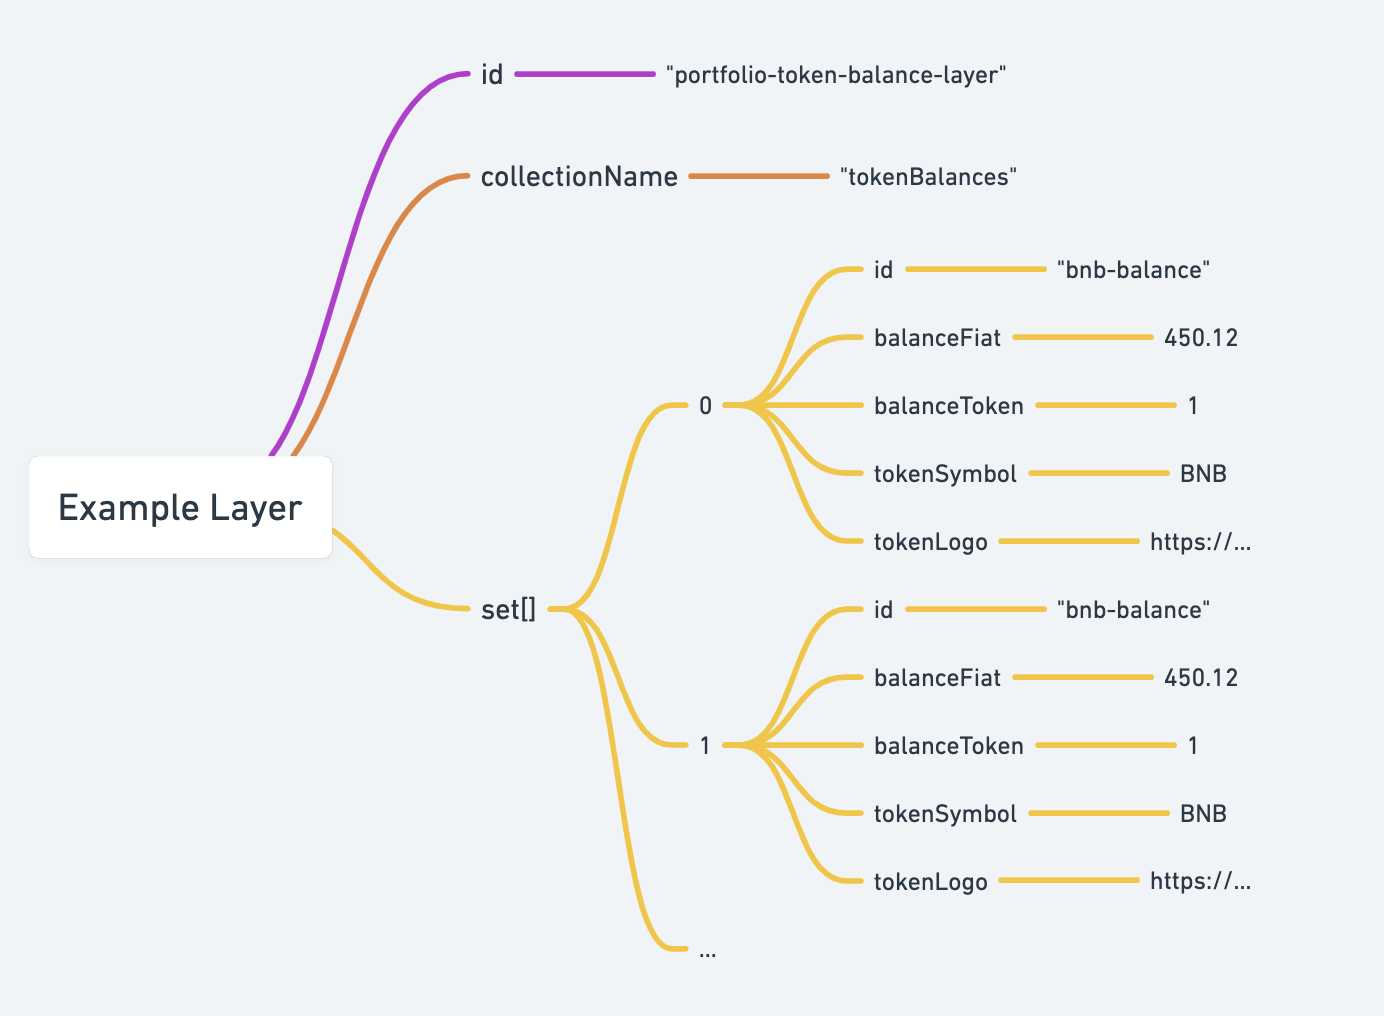 id "portfolio-token-balance-layer"
collectionName "tokenBalances"
id "bnb-balance"
balanceFiat 450.12
0 balanceToken 1
tokenSymbol BNB
Example Layer
tokenLogo https://...
set[] id "bnb-balance"
balanceFiat 450.12
1 balanceToken 1
tokenSymbol BNB
tokenLogo https://...
...